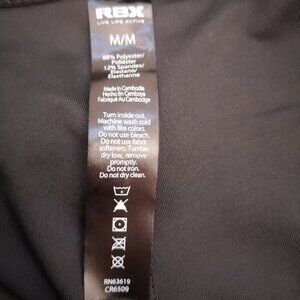 RBX
LIVE LIFE ACTIVE
M/M
88% Polyester/
Poliéster
12% Spandex/
Elastano/
Élasthanne
Made In Cambodia
Hecho En Camboya
Fabriqué Au Cambodge
Turn inside out.
Machine wash cold
with like colors.
Do not use bleach.
Do not use fabric
softeners. Tumble
dry low, remove
promptly.
Do not iron.
Do not dry clean.
RN63619
CR6509